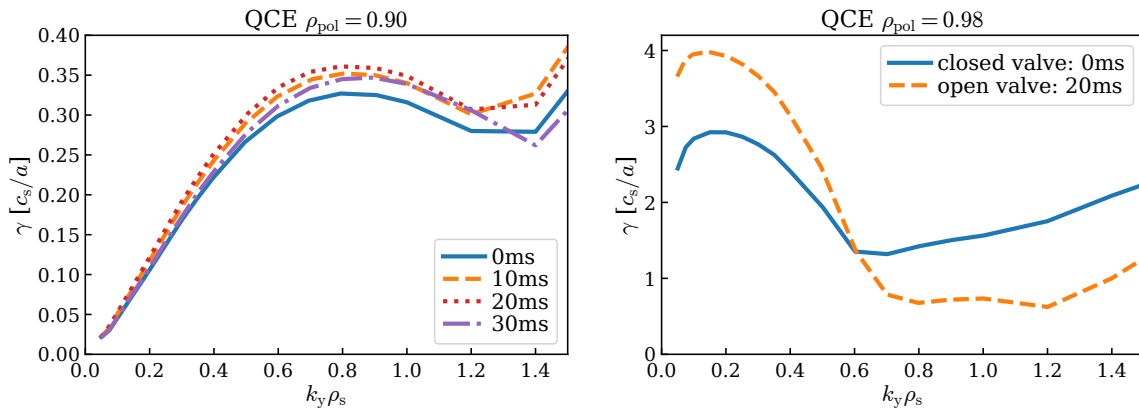 QCE ρpol = 0.90
0.40
0.35
0.30
0.25
0.20
0.15
0.10
0.05
0.00
γ [cs/a]
0.0 0.2 0.4 0.6 0.8 1.0 1.2 1.4
kyρs
0ms
10ms
20ms
30ms
QCE ρpol = 0.98
4
3
2
1
0
γ [cs/a]
0.0 0.2 0.4 0.6 0.8 1.0 1.2 1.4
kyρs
closed valve: 0ms
open valve: 20ms